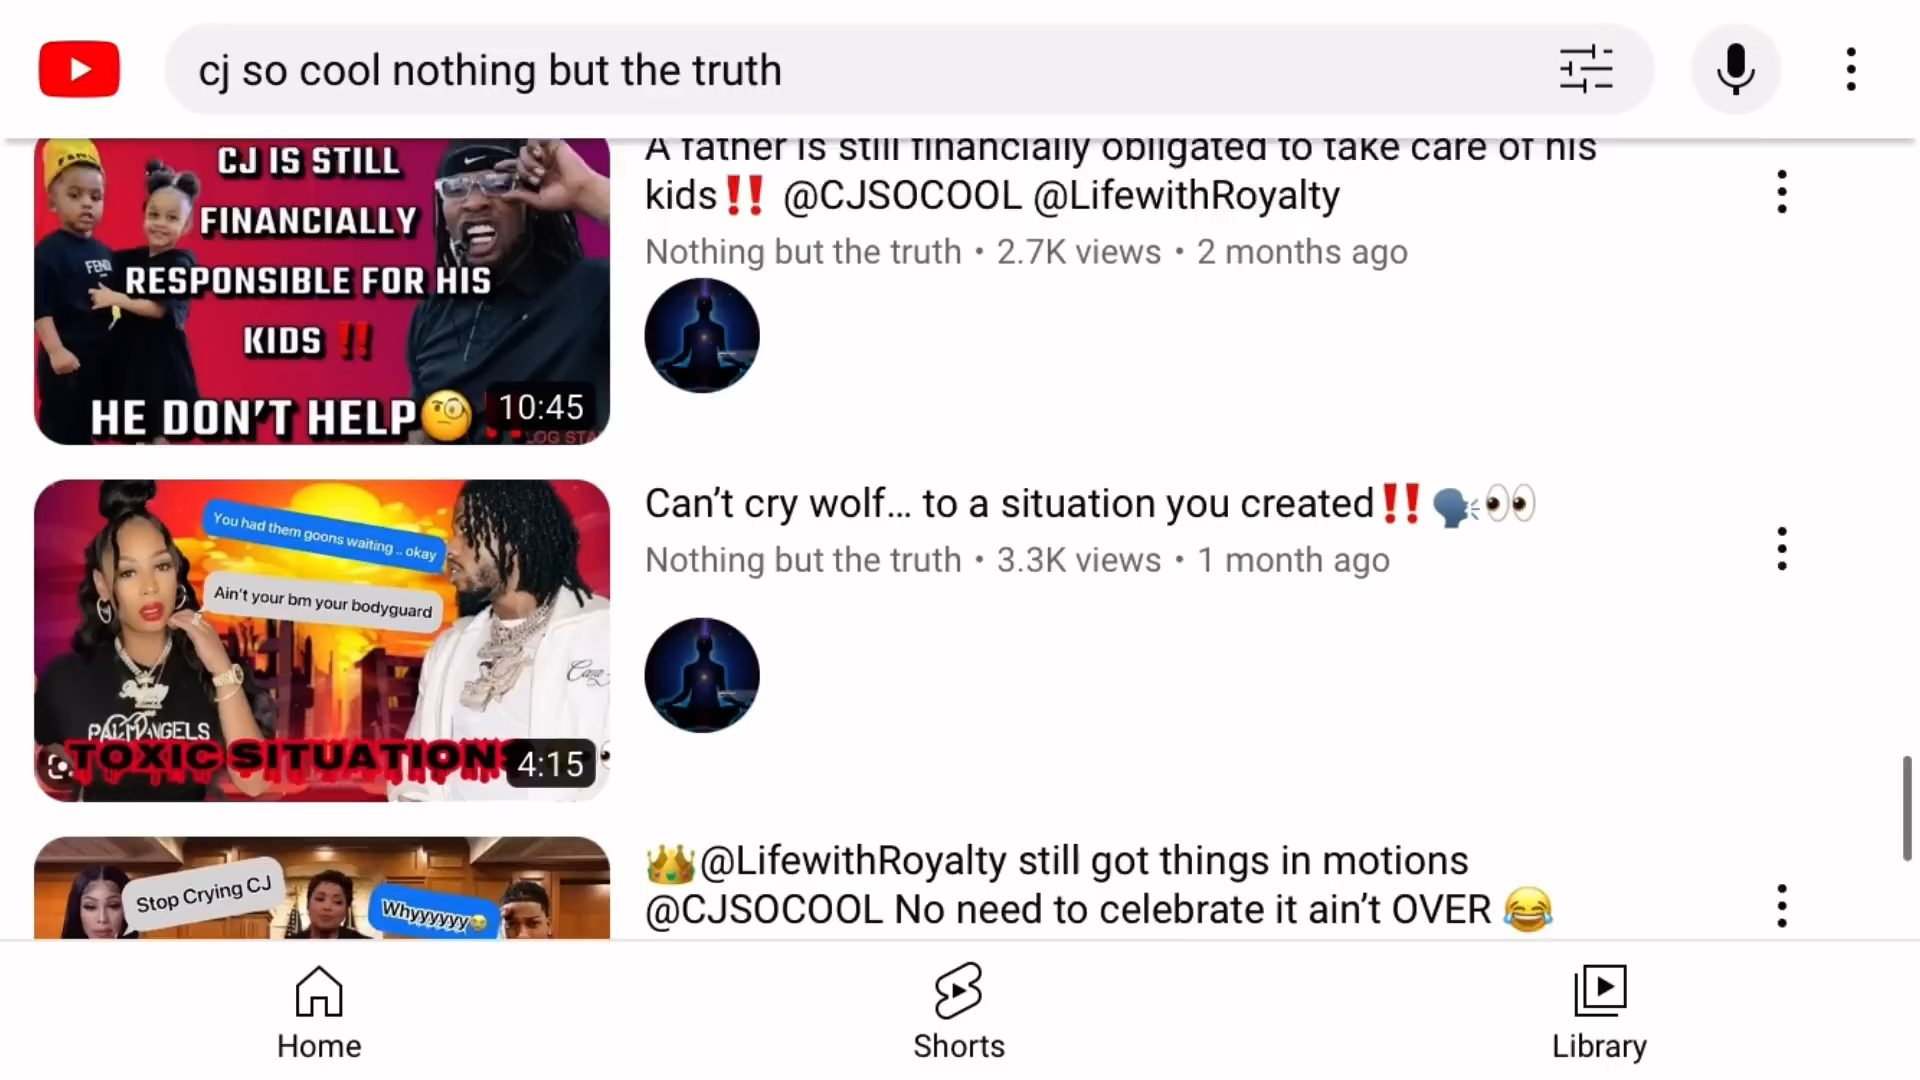 cj so cool nothing but the truth
CJ IS STILL
FINANCIALLY
RESPONSIBLE FOR HIS
KIDS ‼️
HE DON'T HELP🧐
10:45
A father is still financially obligated to take care of his
kids‼️ @CJSOCOOL @LifewithRoyalty
Nothing but the truth • 2.7K views • 2 months ago
You had them goons waiting .. okay
Ain't your bm your bodyguard
PALM ANGELS
TOXIC SITUATION
4:15
Can’t cry wolf… to a situation you created‼️🗣️👀
Nothing but the truth • 3.3K views • 1 month ago
Stop Crying CJ
Whyyyyyy😢
👑@LifewithRoyalty still got things in motions
@CJSOCOOL No need to celebrate it ain’t OVER 😂
Home
Shorts
Library